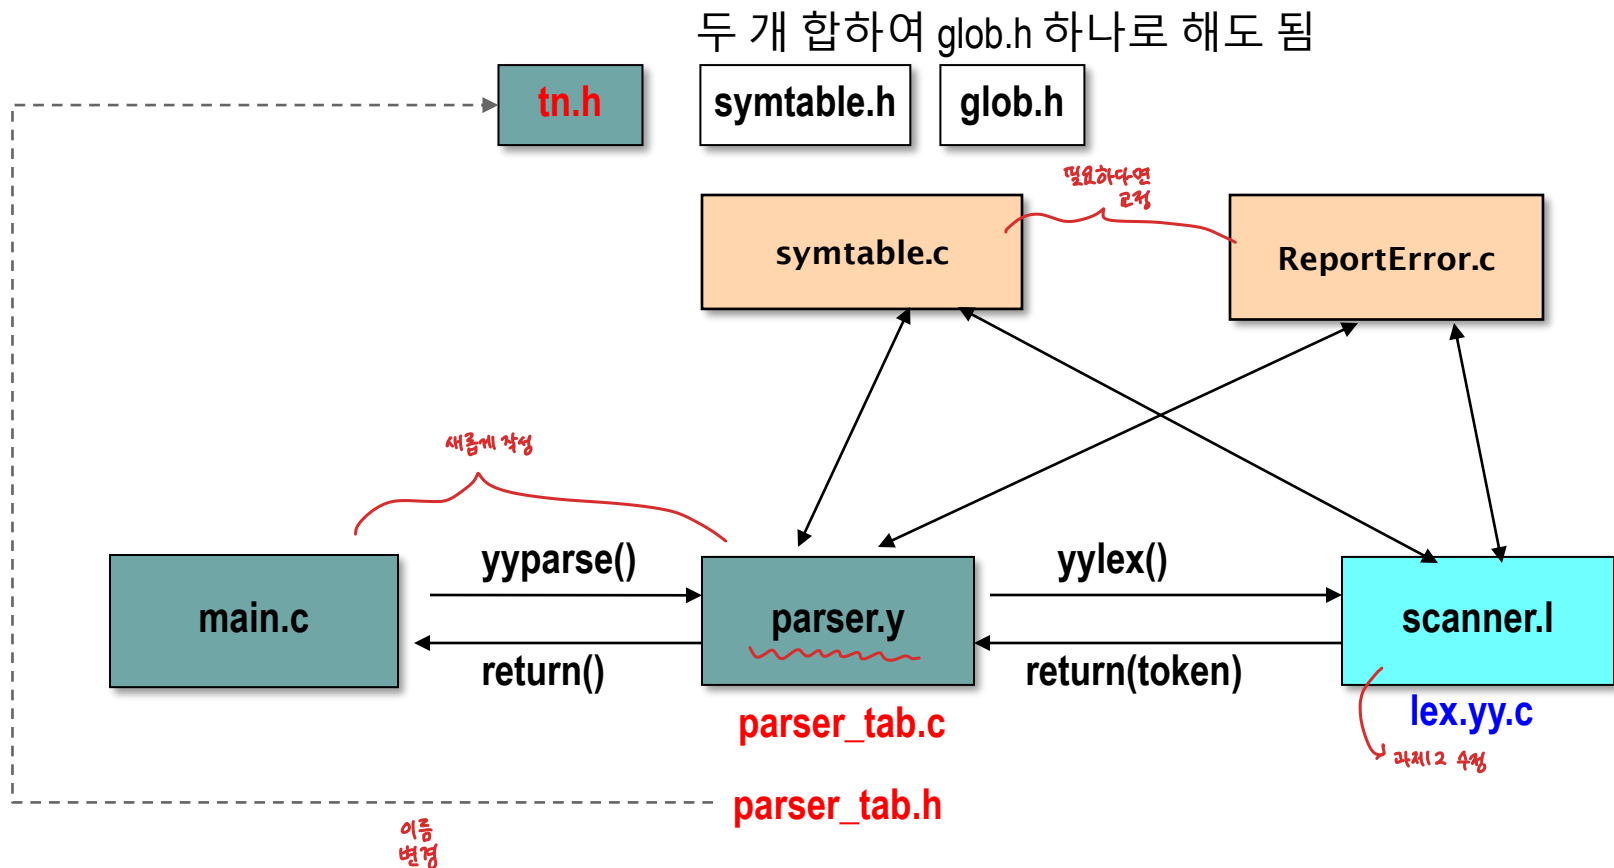 두 개 합하여 glob.h 하나로 해도 됨
tn.h
symtable.h
glob.h
필요하다면
교정
symtable.c
ReportError.c
새롭게 작성
main.c
yyparse()
return()
parser.y
yylex()
return(token)
scanner.l
parser_tab.c
lex.yy.c
과제2 수정
parser_tab.h
이름
변경